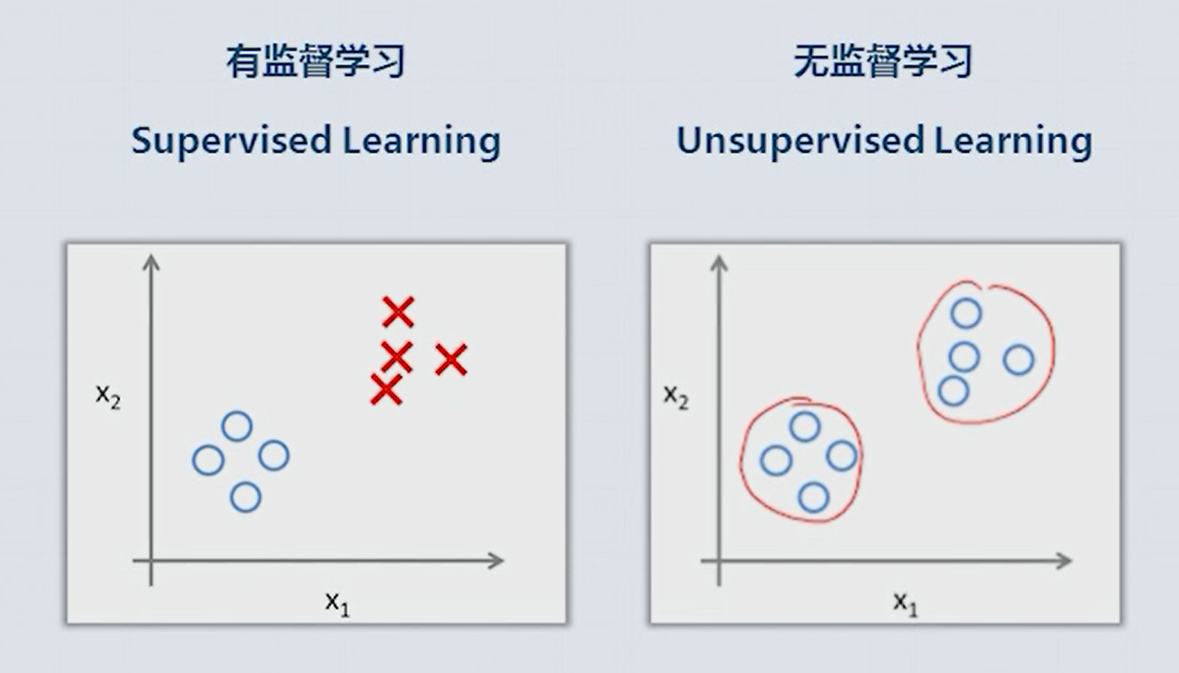 有监督学习
Supervised Learning
x₂
x₁
无监督学习
Unsupervised Learning
x₂
x₁